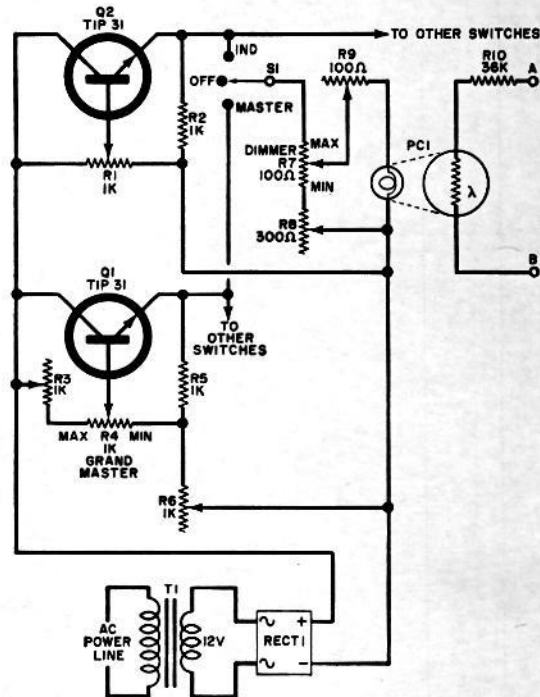 Q2
TIP 31
TO OTHER SWITCHES
IND
R9
100Ω
R10
36K
A
OFF
S1
MASTER
R2
1K
DIMMER
R7
100Ω
MAX
MIN
PC1
λ
R1
1K
R8
300Ω
B
Q1
TIP 31
TO
OTHER
SWITCHES
R3
1K
R5
1K
MAX R4 MIN
1K
GRAND
MASTER
R6
1K
T1
AC
POWER
LINE
12V
RECT 1
+
−